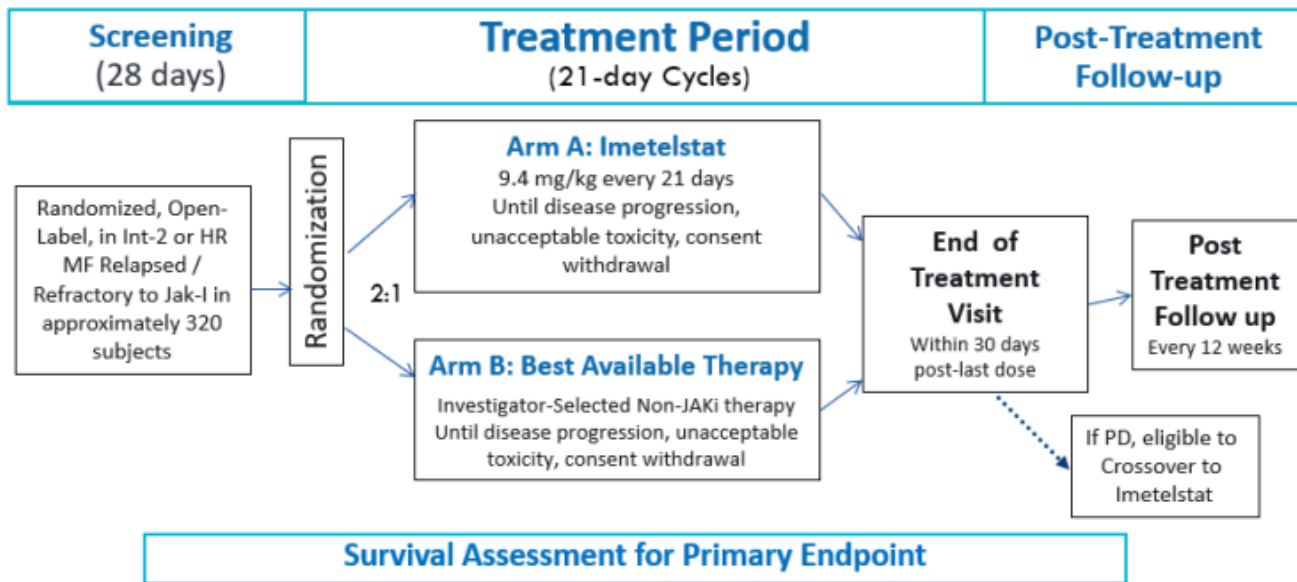 Screening
(28 days)
Treatment Period
(21-day Cycles)
Post-Treatment
Follow-up
Randomized, Open-
Label, in Int-2 or HR
MF Relapsed /
Refractory to Jak-I in
approximately 320
subjects
Randomization
2:1
Arm A: Imetelstat
9.4 mg/kg every 21 days
Until disease progression,
unacceptable toxicity, consent
withdrawal
Arm B: Best Available Therapy
Investigator-Selected Non-JAKi therapy
Until disease progression, unacceptable
toxicity, consent withdrawal
End of
Treatment
Visit
Within 30 days
post-last dose
Post
Treatment
Follow up
Every 12 weeks
If PD, eligible to
Crossover to
Imetelstat
Survival Assessment for Primary Endpoint